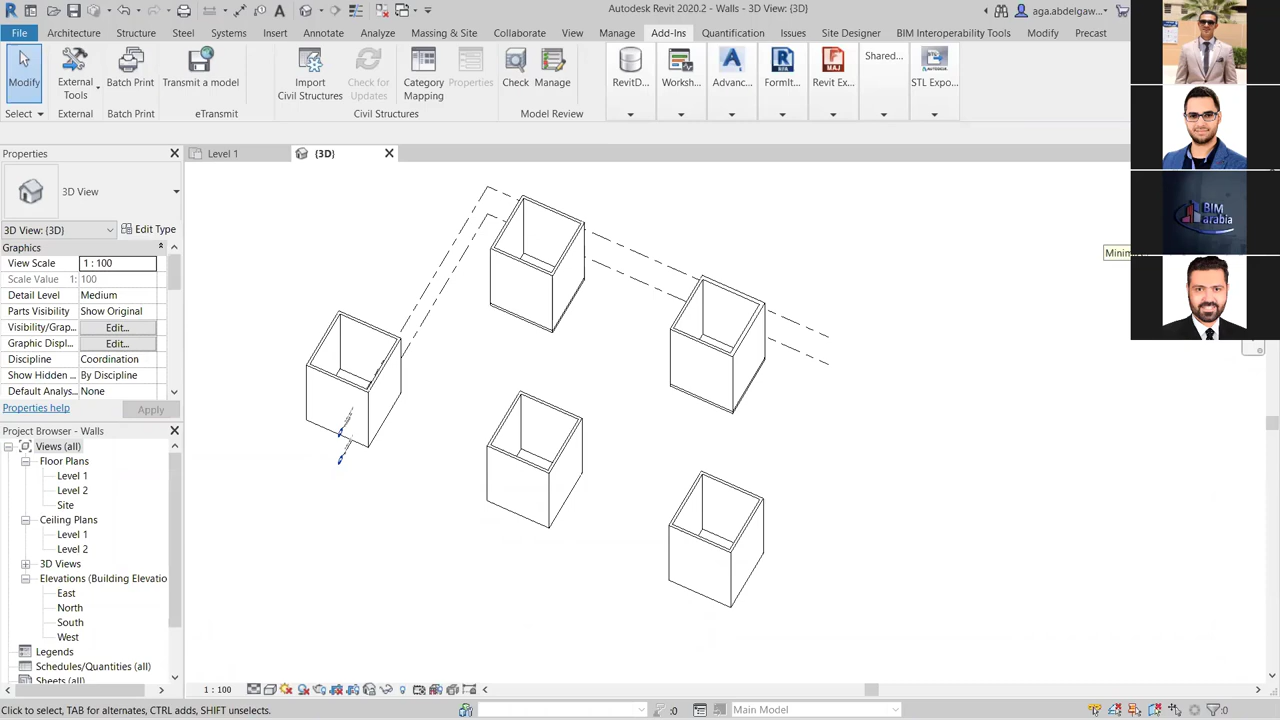 Autodesk Revit 2020.2 - Walls - 3D View: {3D}
aga.abdelgaw...
File Architecture Structure Steel Systems Insert Annotate Analyze Massing & Collaborate View Manage Add-Ins Quantification Issues Site Designer BIM Interoperability Tools Modify Precast
Modify
External Tools
Batch Print
Transmit a model
Import Civil Structures
Check for Updates
Category Mapping
Properties
Check
Manage
RevitD...
Worksh...
Advanc...
FormIt...
Revit Ex...
Shared...
STL Expo...
Select
External
Batch Print
eTransmit
Civil Structures
Model Review
Properties
Level 1
{3D}
3D View
3D View: {3D}
Edit Type
Graphics
View Scale 1 : 100
Scale Value 1: 100
Detail Level Medium
Parts Visibility Show Original
Visibility/Grap... Edit...
Graphic Displ... Edit...
Discipline Coordination
Show Hidden By Discipline
Default Analys... None
Properties help
Apply
Project Browser - Walls
Views (all)
Floor Plans
Level 1
Level 2
Site
Ceiling Plans
Level 1
Level 2
3D Views
Elevations (Building Elevatio
East
North
South
West
Legends
Schedules/Quantities (all)
Sheets (all)
BIM
arabia
1 : 100
Click to select, TAB for alternates, CTRL adds, SHIFT unselects.
:0
Main Model
:0